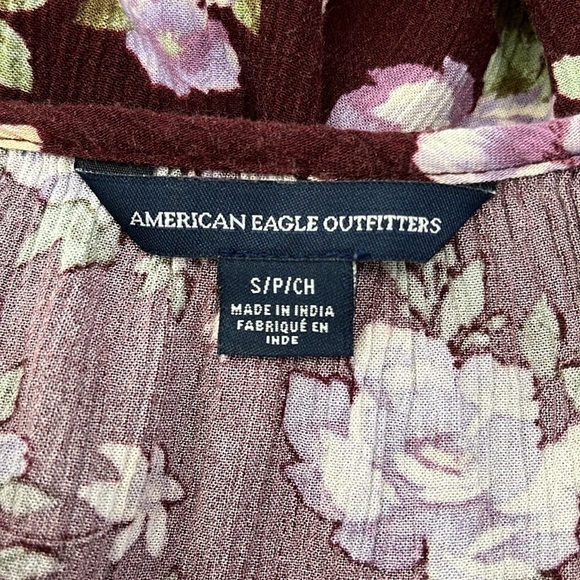 AMERICAN EAGLE OUTFITTERS
S/P/CH
MADE IN INDIA
FABRIQUÉ EN
INDE